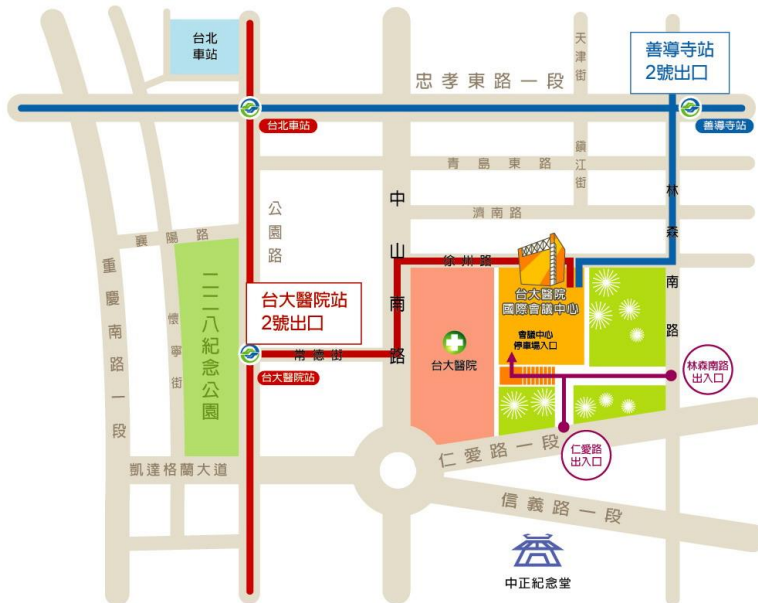 台北
車站
天津街
善導寺站
2號出口
忠孝東路一段
台北車站
善導寺站
青島東路
鎮江街
林森南路
濟南路
中山南路
公園路
襄陽路
徐州路
重慶南路一段
懷寧街
二二八紀念公園
台大醫院站
2號出口
台大醫院
國際會議中心
會議中心
停車場入口
常德街
台大醫院
台大醫院站
林森南路
出入口
仁愛路一段
仁愛路
出入口
凱達格蘭大道
信義路一段
中正紀念堂